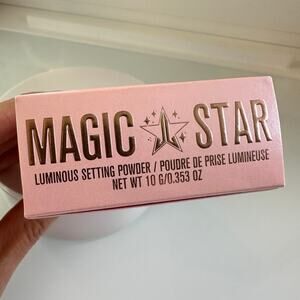 MAGIC STAR
LUMINOUS SETTING POWDER / POUDRE DE PRISE LUMINEUSE
NET WT 10 G/0.353 OZ